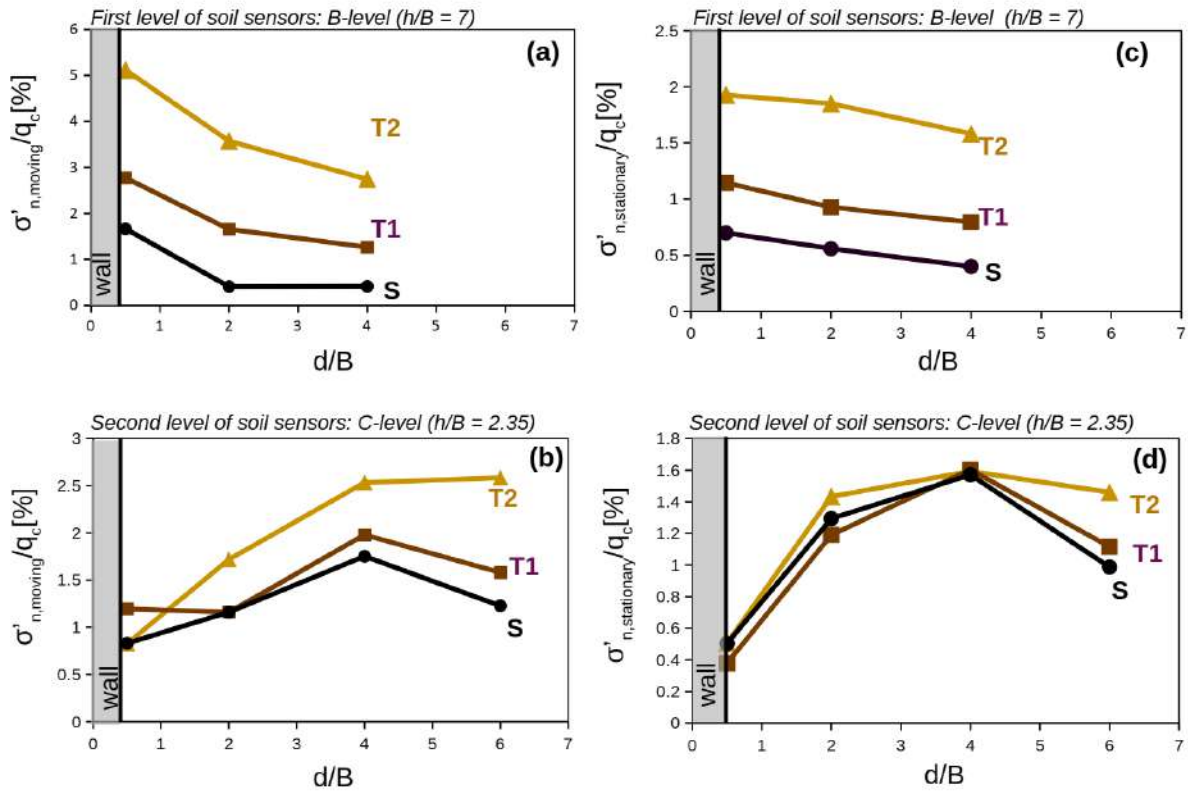 First level of soil sensors: B-level (h/B = 7)
(a)
σ'n,moving/qc[%]
6
5
4
3
2
1
0
wall
T2
T1
S
0 1 2 3 4 5 6 7
d/B
First level of soil sensors: B-level (h/B = 7)
(c)
σ'n,stationary/qc[%]
2.5
2
1.5
1
0.5
0
wall
T2
T1
S
0 1 2 3 4 5 6 7
d/B
Second level of soil sensors: C-level (h/B = 2.35)
(b)
σ'n,moving/qc[%]
3
2.5
2
1.5
1
0.5
0
wall
T2
T1
S
0 1 2 3 4 5 6 7
d/B
Second level of soil sensors: C-level (h/B = 2.35)
(d)
σ'n,stationary/qc[%]
1.8
1.6
1.4
1.2
1
0.8
0.6
0.4
0.2
0
wall
T2
T1
S
0 1 2 3 4 5 6 7
d/B